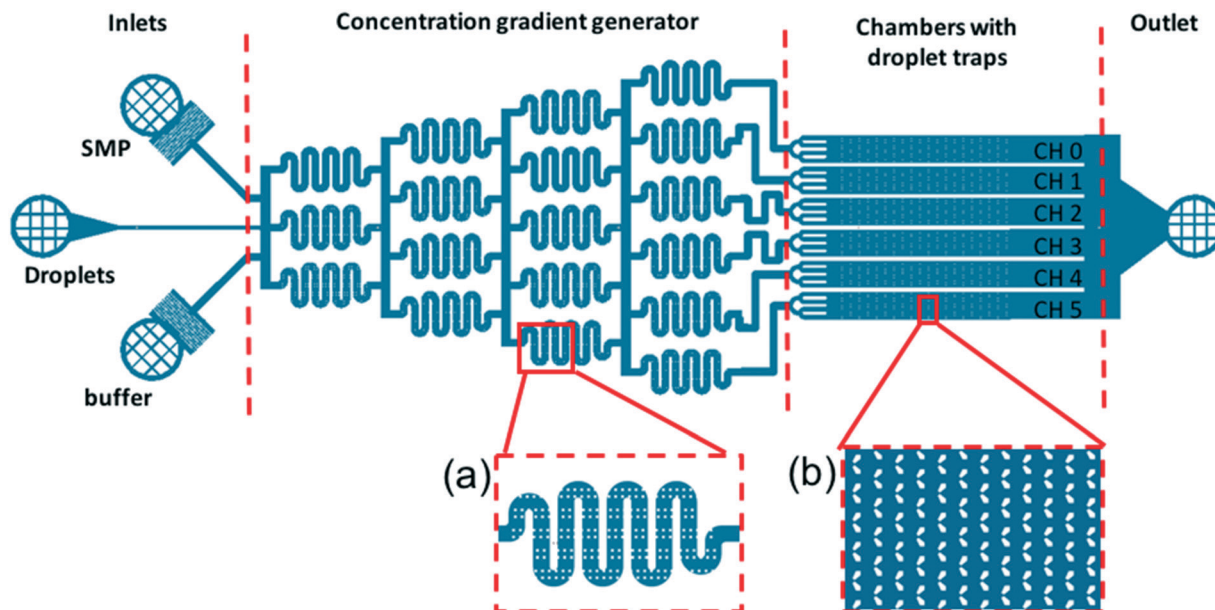 Inlets
Concentration gradient generator
Chambers with
droplet traps
Outlet
SMP
Droplets
buffer
CH 0
CH 1
CH 2
CH 3
CH 4
CH 5
(a)
(b)